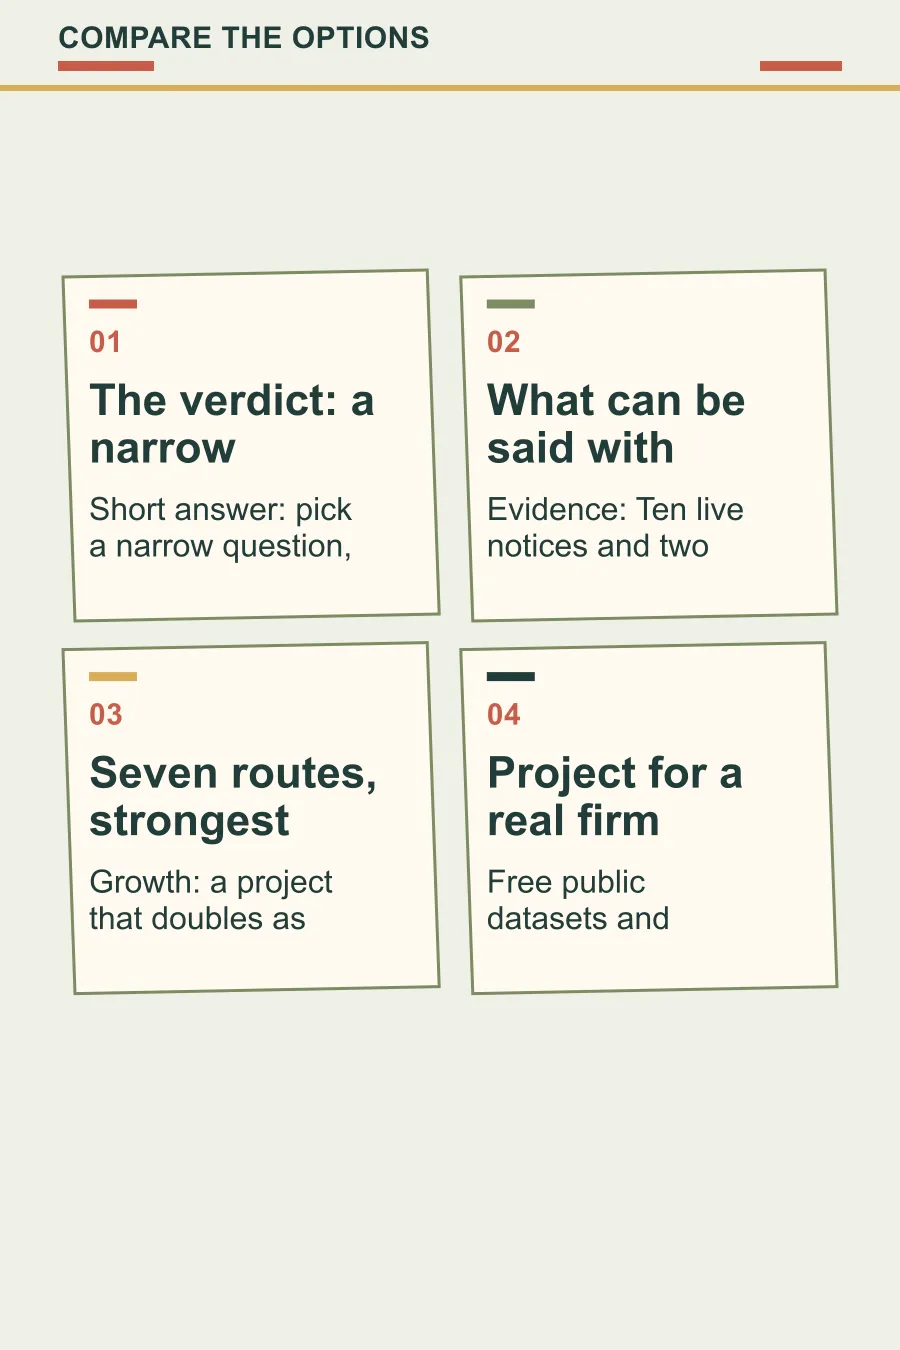 COMPARE THE OPTIONS
01
The verdict: a
narrow
Short answer: pick
a narrow question,
02
What can be
said with
Evidence: Ten live
notices and two
03
Seven routes,
strongest
Growth: a project
that doubles as
04
Project for a
real firm
Free public
datasets and